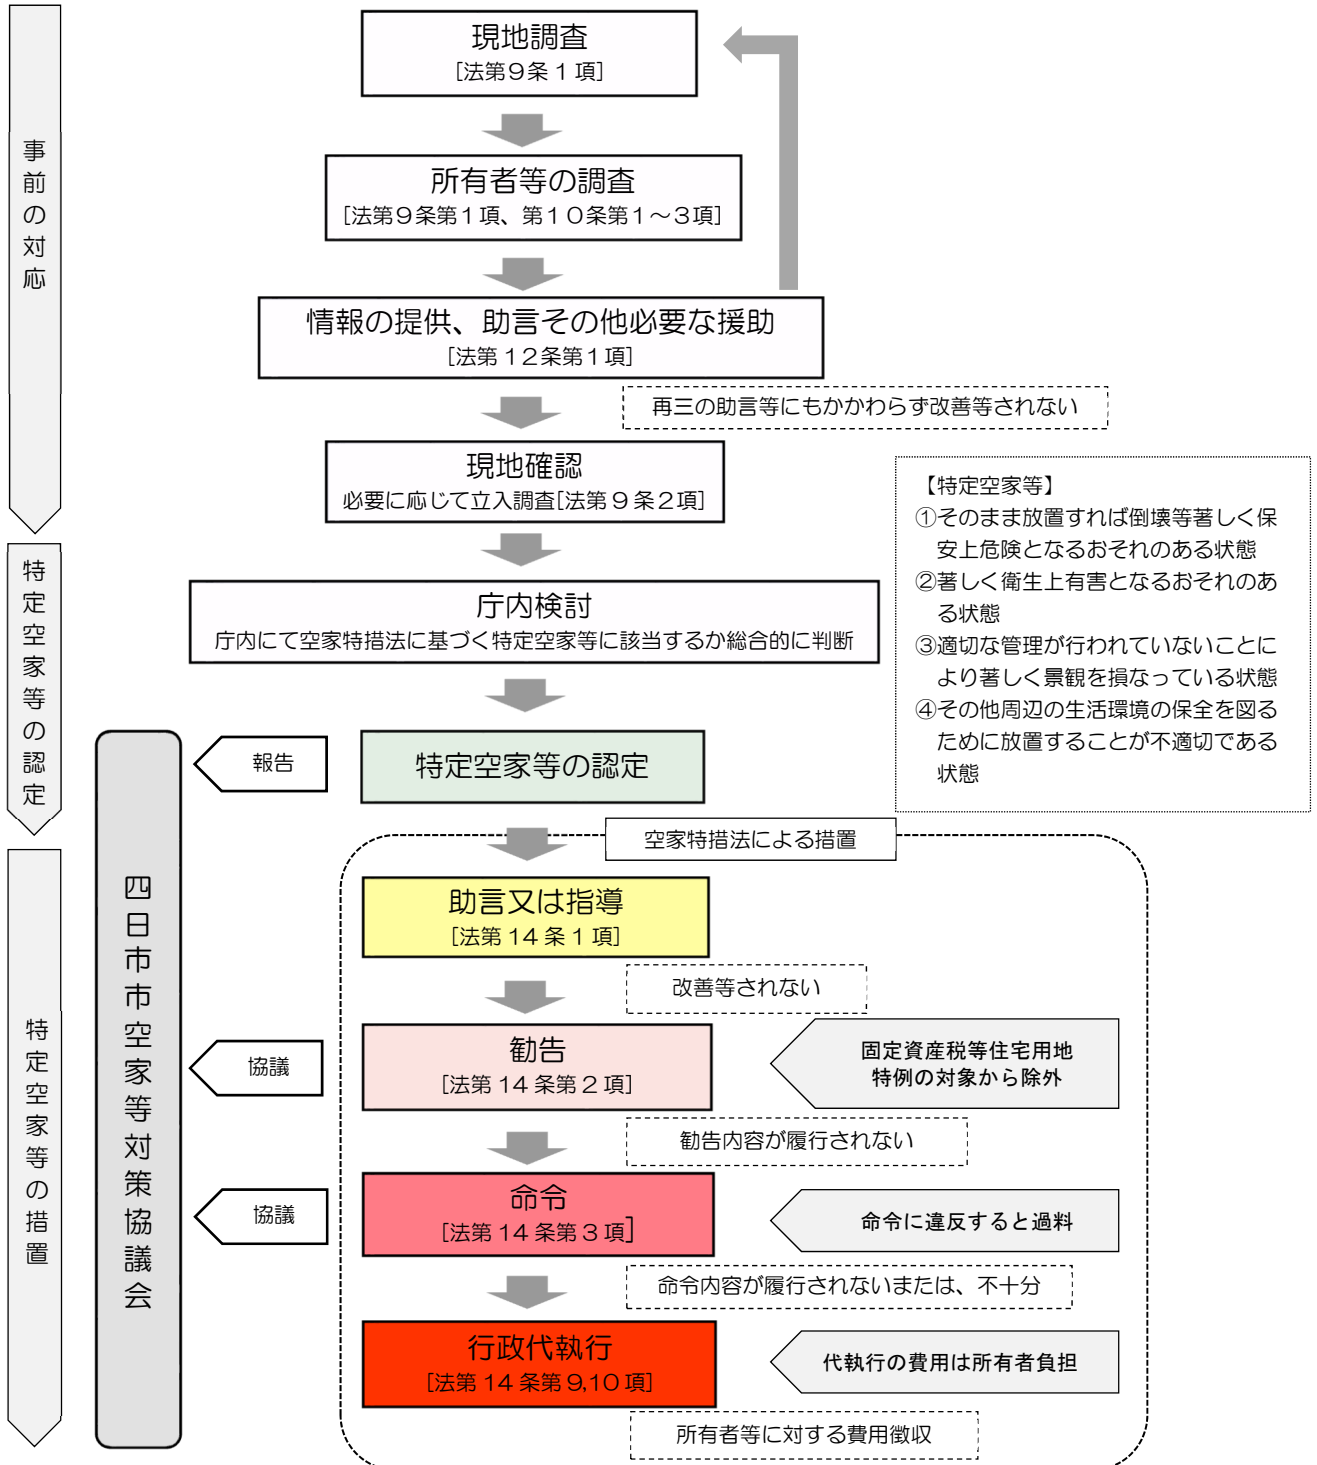 事前の対応
現地調査
[法第9条1項]
所有者等の調査
[法第9条第1項、第10条第1～3項]
情報の提供、助言その他必要な援助
[法第12条第1項]
再三の助言等にもかかわらず改善等されない
現地確認
必要に応じて立入調査[法第9条2項]
【特定空家等】
①そのまま放置すれば倒壊等著しく保
安上危険となるおそれのある状態
②著しく衛生上有害となるおそれのあ
る状態
③適切な管理が行われていないことに
より著しく景観を損なっている状態
④その他周辺の生活環境の保全を図る
ために放置することが不適切である
状態
特定空家等の認定
庁内検討
庁内にて空家特措法に基づく特定空家等に該当するか総合的に判断
報告
特定空家等の認定
四日市市空家等対策協議会
特定空家等の措置
空家特措法による措置
助言又は指導
[法第14条1項]
改善等されない
協議
勧告
[法第14条第2項]
固定資産税等住宅用地
特例の対象から除外
勧告内容が履行されない
協議
命令
[法第14条第3項]
命令に違反すると過料
命令内容が履行されないまたは、不十分
行政代執行
[法第14条第9,10項]
代執行の費用は所有者負担
所有者等に対する費用徴収